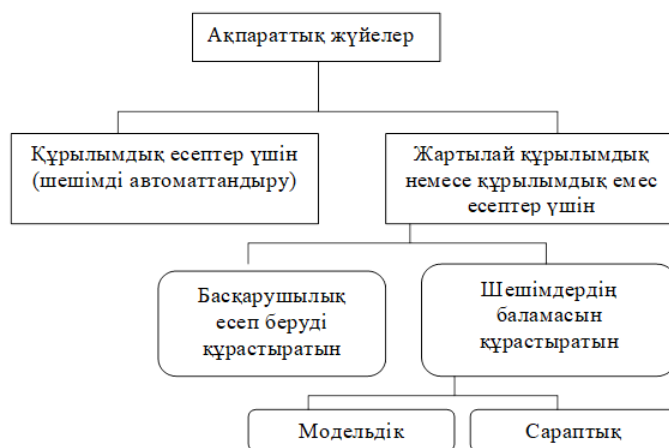 Ақпараттық жүйелер
Құрылымдық есептер үшін
(шешімді автоматтандыру)
Жартылай құрылымдық
немесе құрылымдық емес
есептер үшін
Басқарушылық
есеп беруді
құрастыратын
Шешімдердің
баламасын
құрастыратын
Модельдік
Сараптық